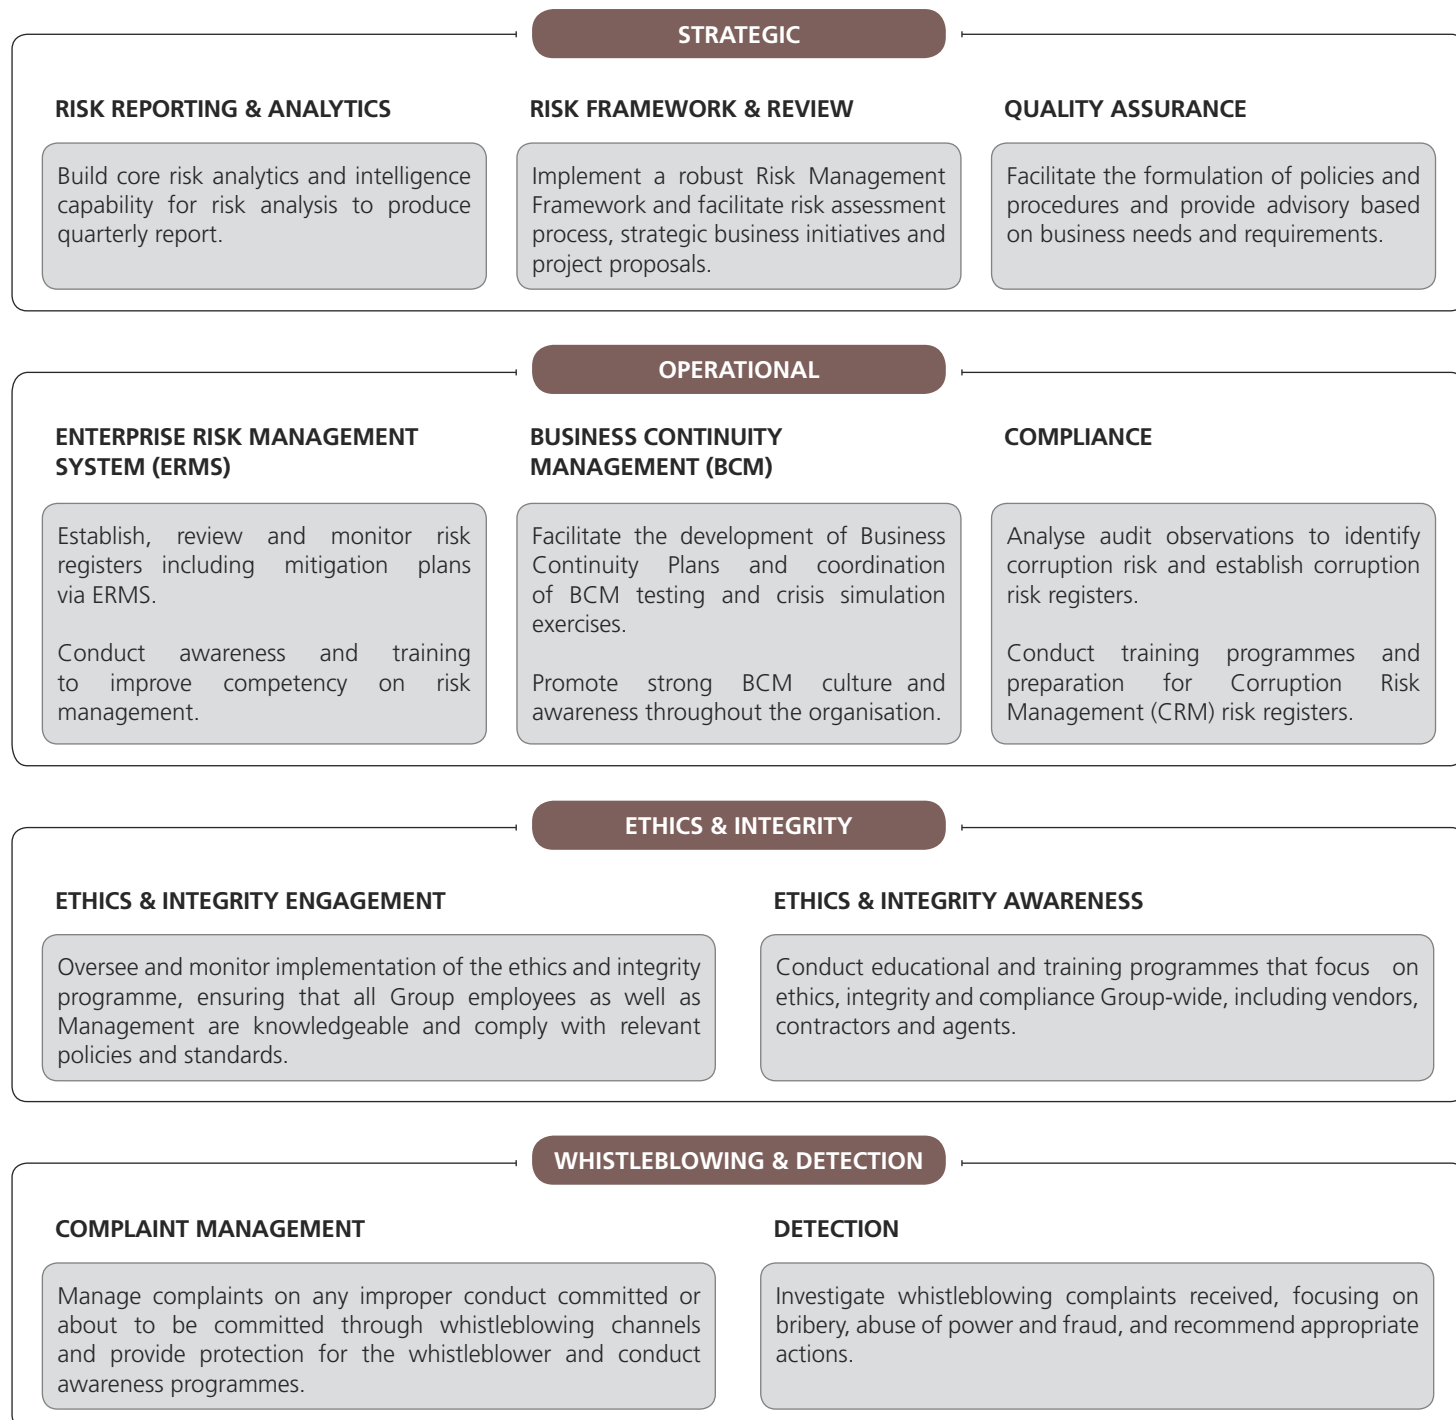 STRATEGIC
RISK REPORTING & ANALYTICS
Build core risk analytics and intelligence
capability for risk analysis to produce
quarterly report.
RISK FRAMEWORK & REVIEW
Implement a robust Risk Management
Framework and facilitate risk assessment
process, strategic business initiatives and
project proposals.
QUALITY ASSURANCE
Facilitate the formulation of policies and
procedures and provide advisory based
on business needs and requirements.
OPERATIONAL
ENTERPRISE RISK MANAGEMENT
SYSTEM (ERMS)
Establish, review and monitor risk
registers including mitigation plans
via ERMS.
Conduct awareness and training
to improve competency on risk
management.
BUSINESS CONTINUITY
MANAGEMENT (BCM)
Facilitate the development of Business
Continuity Plans and coordination
of BCM testing and crisis simulation
exercises.
Promote strong BCM culture and
awareness throughout the organisation.
COMPLIANCE
Analyse audit observations to identify
corruption risk and establish corruption
risk registers.
Conduct training programmes and
preparation for Corruption Risk
Management (CRM) risk registers.
ETHICS & INTEGRITY
ETHICS & INTEGRITY ENGAGEMENT
Oversee and monitor implementation of the ethics and integrity
programme, ensuring that all Group employees as well as
Management are knowledgeable and comply with relevant
policies and standards.
ETHICS & INTEGRITY AWARENESS
Conduct educational and training programmes that focus on
ethics, integrity and compliance Group-wide, including vendors,
contractors and agents.
WHISTLEBLOWING & DETECTION
COMPLAINT MANAGEMENT
Manage complaints on any improper conduct committed or
about to be committed through whistleblowing channels
and provide protection for the whistleblower and conduct
awareness programmes.
DETECTION
Investigate whistleblowing complaints received, focusing on
bribery, abuse of power and fraud, and recommend appropriate
actions.